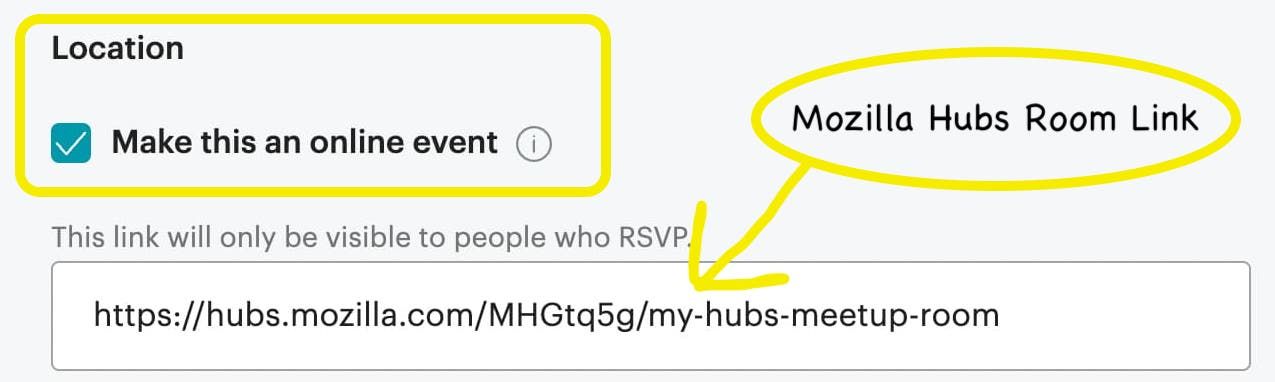 Location
Make this an online event
Mozilla Hubs Room Link
This link will only be visible to people who RSVP.
https://hubs.mozilla.com/MHGtq5g/my-hubs-meetup-room